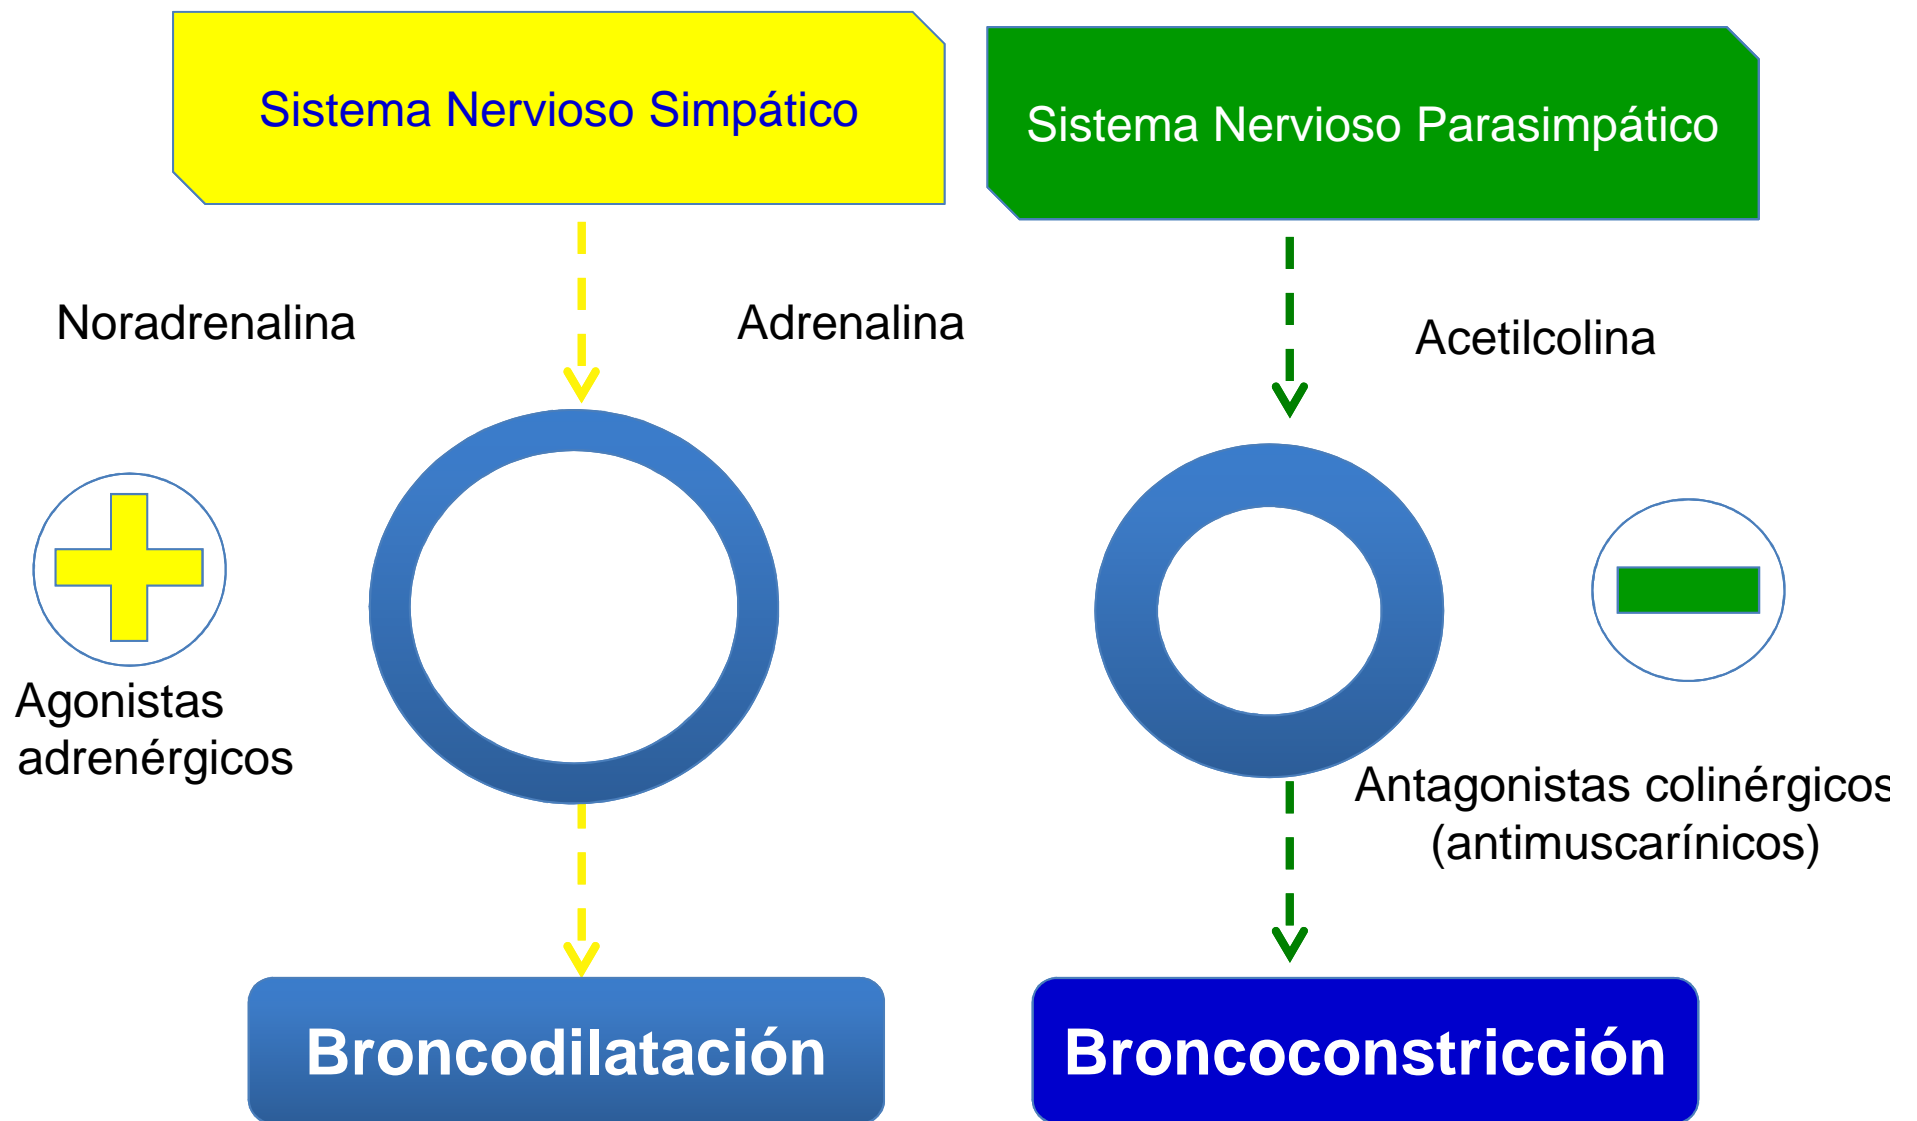 Sistema Nervioso Simpático
Sistema Nervioso Parasimpático
Noradrenalina
Adrenalina
Acetilcolina
Agonistas
adrenérgicos
Antagonistas colinérgicos
(antimuscarínicos)
Broncodilatación
Broncoconstricción